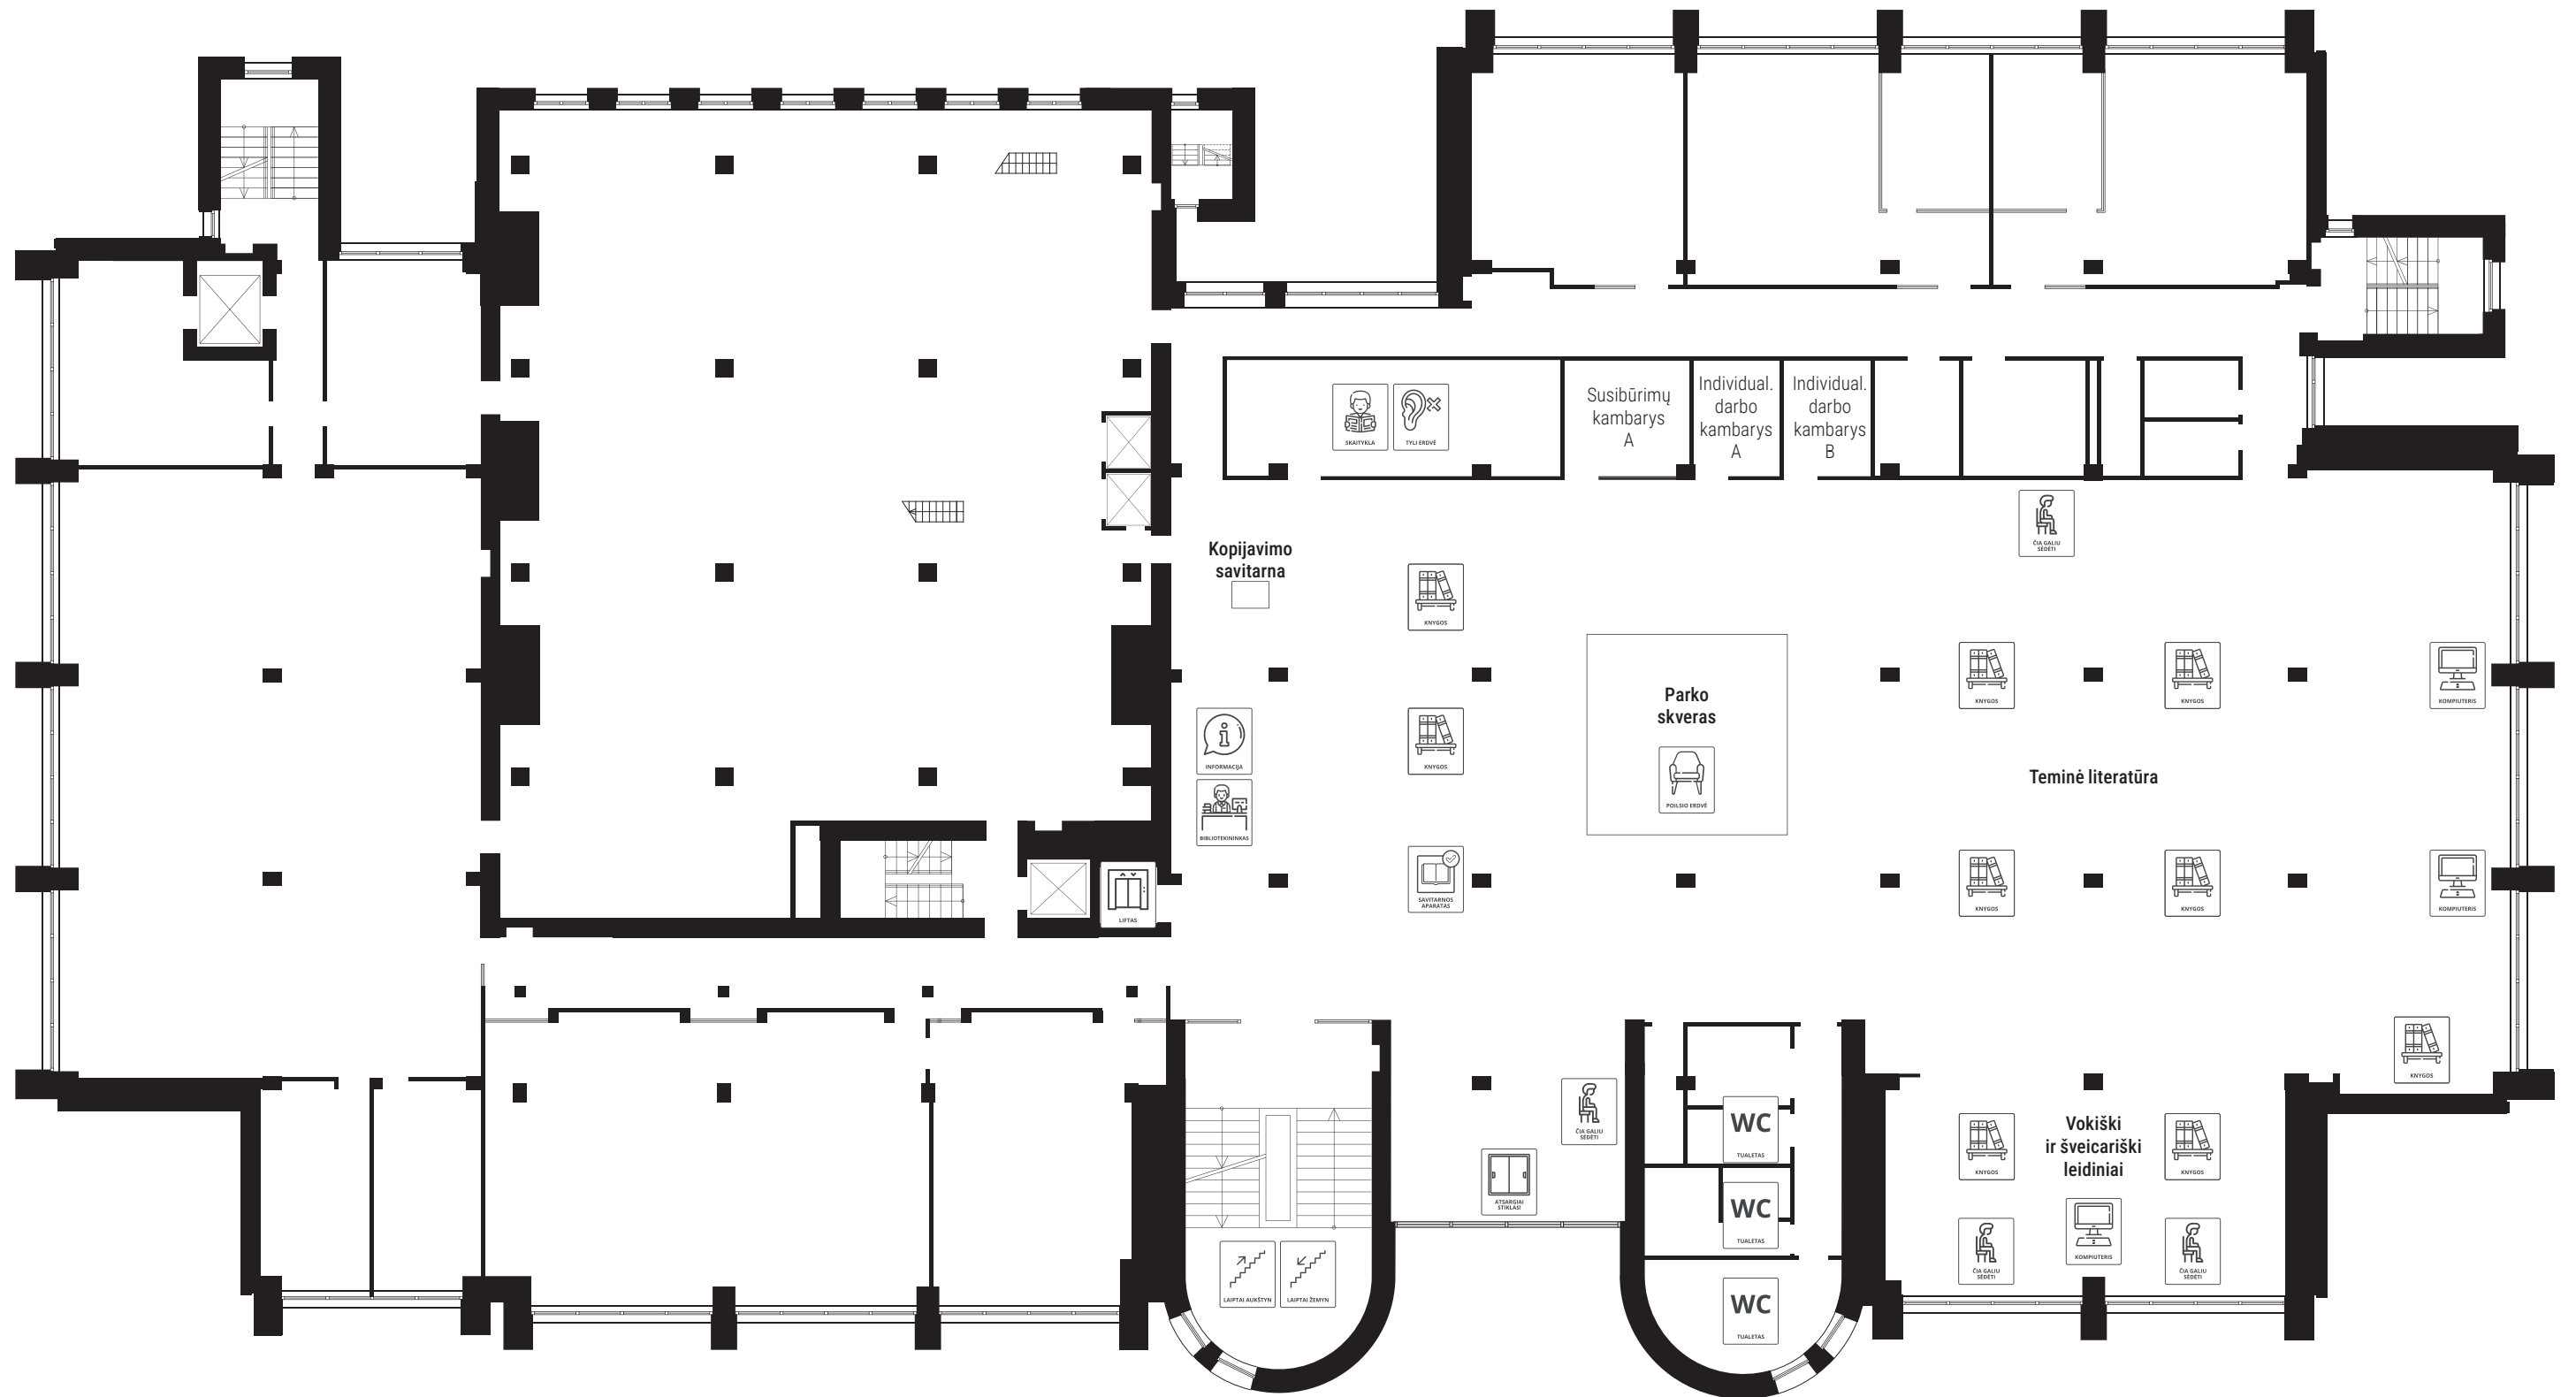 SKAITYKLA
TYLI ERDVĖ
Susibūrimų
kambarys
A
Individual.
darbo
kambarys
A
Individual.
darbo
kambarys
B
ČIA GALIU
SĖDĖTI
Kopijavimo
savitarna
KNYGOS
KNYGOS
KNYGOS
KOMPIUTERIS
Parko
skveras
POILSIO ERDVĖ
INFORMACIJA
BIBLIOTEKININKAS
KNYGOS
Teminė literatūra
LIFTAS
SAVITARNOS
APARATAS
KNYGOS
KNYGOS
KOMPIUTERIS
KNYGOS
ČIA GALIU
SĖDĖTI
ATSARGIAI
STIKLAS!
WC
TUALETAS
WC
TUALETAS
WC
TUALETAS
LAIPTAI AUKŠTYN
LAIPTAI ŽEMYN
KNYGOS
Vokiški
ir šveicariški
leidiniai
KNYGOS
ČIA GALIU
SĖDĖTI
KOMPIUTERIS
ČIA GALIU
SĖDĖTI